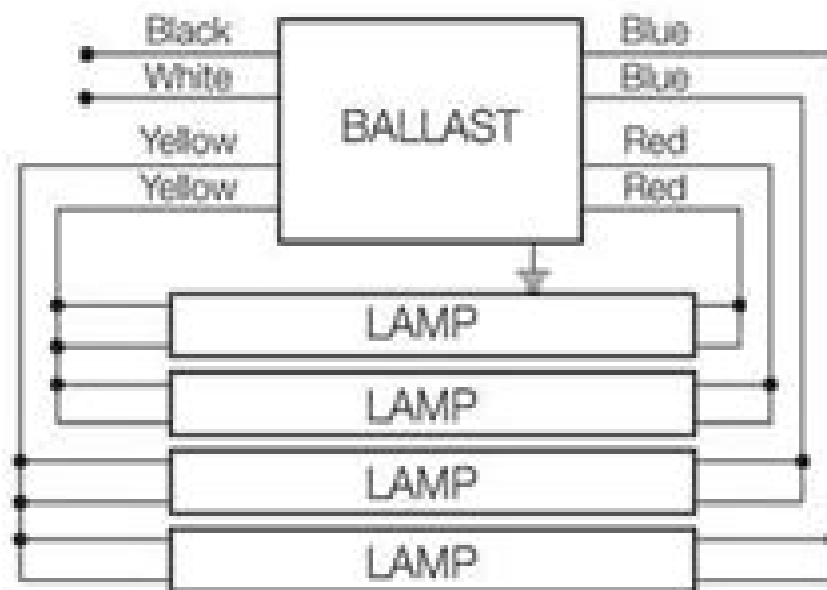 Black
White
Yellow
Yellow
BALLAST
Blue
Blue
Red
Red
LAMP
LAMP
LAMP
LAMP